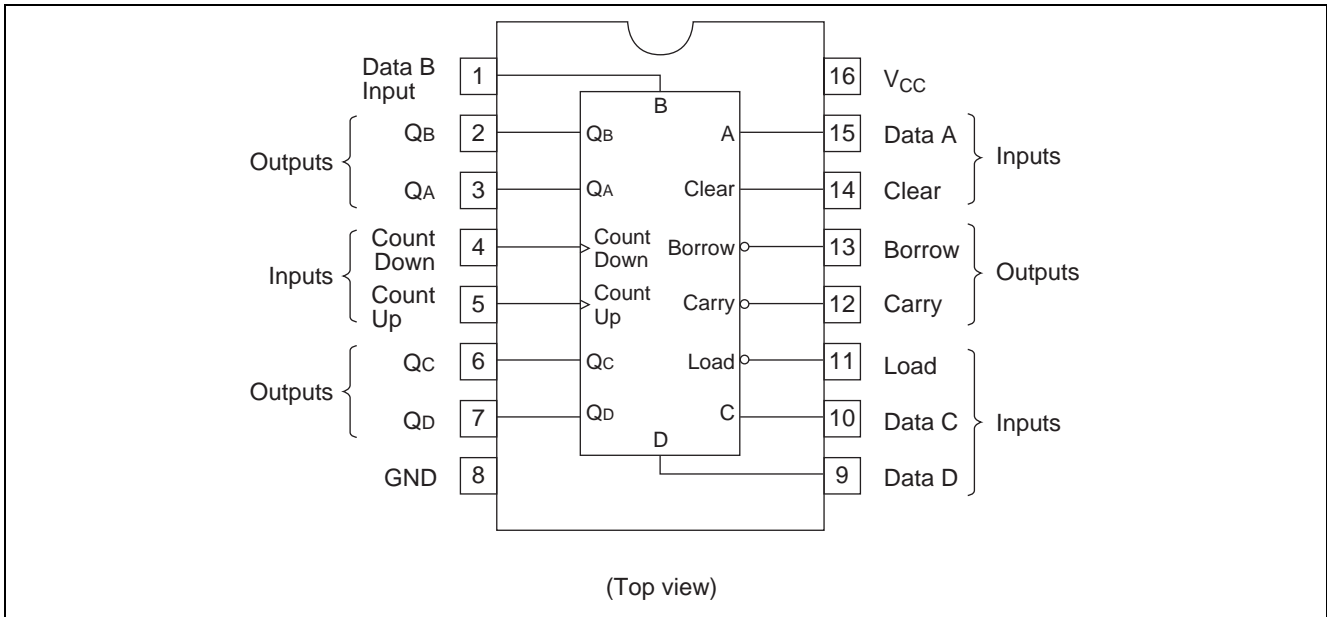 Data B
Input
1
16
VCC
B
QB
2
QB
A
15
Data A
Outputs
Inputs
QA
3
QA
Clear
14
Clear
Count
Down
4
Count
Down
Borrow
13
Borrow
Inputs
Outputs
Count
Up
5
Count
Up
Carry
12
Carry
QC
6
QC
Load
11
Load
Outputs
Inputs
QD
7
QD
C
10
Data C
D
GND
8
9
Data D
(Top view)